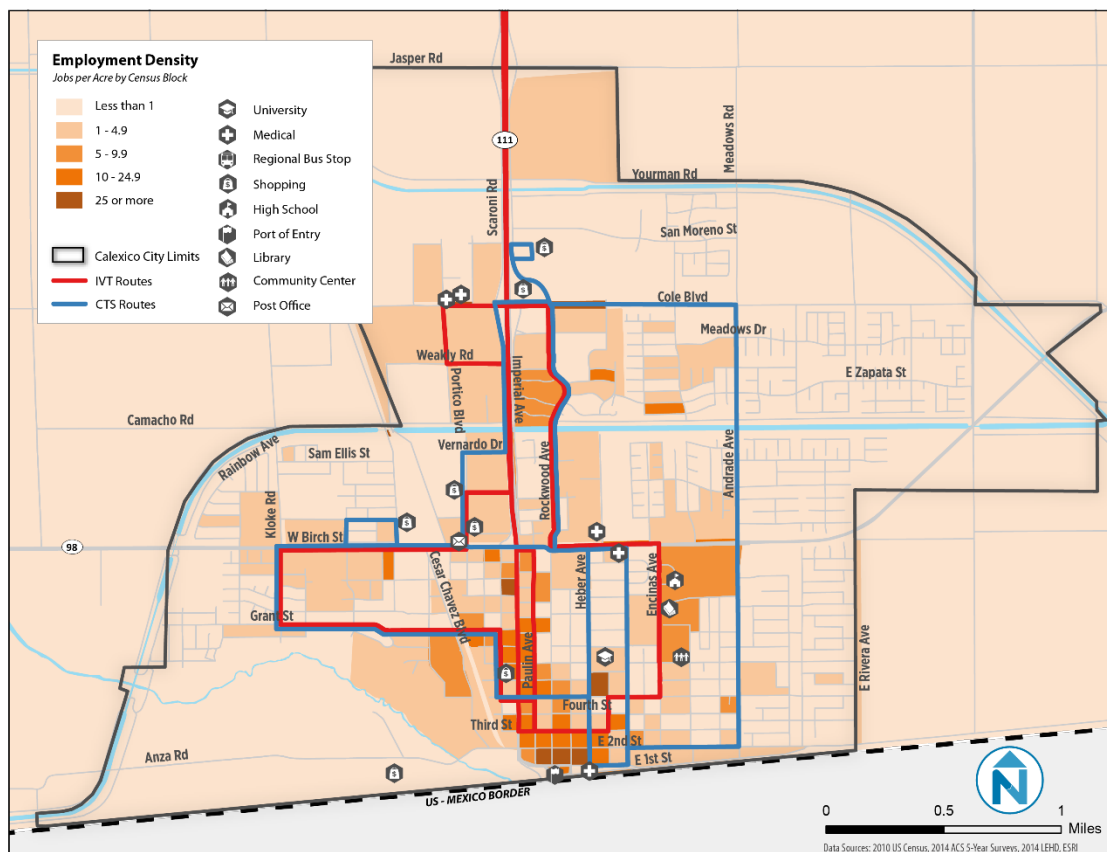 Employment Density
Jobs per Acre by Census Block
Less than 1
1 - 4.9
5 - 9.9
10 - 24.9
25 or more
Calexico City Limits
IVT Routes
CTS Routes
University
Medical
Regional Bus Stop
Shopping
High School
Port of Entry
Library
Community Center
Post Office
Jasper Rd
111
Scaroni Rd
Meadows Rd
Yourman Rd
San Moreno St
Cole Blvd
Meadows Dr
Weakly Rd
E Zapata St
Portico Blvd
Imperial Ave
Camacho Rd
Rainbow Ave
Vernardo Dr
Sam Ellis St
Rockwood Ave
Andrade Ave
Kloke Rd
W Birch St
98
Cesar Chavez Blvd
Heber Ave
Encinas Ave
Grant St
Paulin Ave
E Rivera Ave
Fourth St
Third St
E 2nd St
E 1st St
Anza Rd
US - MEXICO BORDER
N
0 0.5 1
Miles
Data Sources: 2010 US Census, 2014 ACS 5-Year Surveys, 2014 LEHD, ESRI